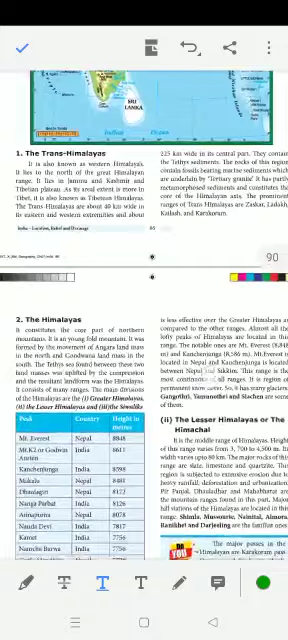 SRI
LANKA
Indian Ocean
1. The Trans-Himalayas
It is also known as western Himalayas.
It lies to the north of the great Himalayan
range. It lies in Jammu and Kashmir and
Tibetan plateau. As its areal extent is more in
Tibet, it is also known as Tibetan Himalayas.
The Trans-Himalayas are about 40 km wide in
its eastern and western extremities and about
225 km wide in its central part. They contain
the Tethys sediments. The rocks of this region
contain fossils bearing marine sediments which
are underlain by 'Tertiary granite'. It has partly
metamorphosed sediments and constitutes the
core of the Himalayan axis. The prominent
ranges of Trans Himalayas are Zaskar, Ladakh,
Kailash, and Karakorum.
India - Location, Relief and Drainage
90
2. The Himalayas
It constitutes the core part of northern
mountains. It is an young fold mountain. It was
formed by the movement of Angara land mass
in the north and Gondwana land mass in the
south. The Tethys sea found between these two
land masses was uplifted by the compression
and the resultant landform was the Himalayas.
It consists of many ranges. The main divisions
of the Himalayas are the (i) Greater Himalayas,
(ii) the Lesser Himalayas and (iii) the Siwaliks
Peak Country Height in metres
Mt. Everest Nepal 8848
Mt.K2 or Godwin Austen India 8611
Kanchenjunga India 8598
Makalu Nepal 8481
Dhaulagiri Nepal 8172
Nanga Parbat India 8126
Annapurna Nepal 8078
Nanda Devi India 7817
Kamet India 7756
Namcha Barwa India 7756
is less effective over the Greater Himalayas as
compared to the other ranges. Almost all the
lofty peaks of Himalayas are located in this
range. The notable ones are Mt. Everest (8,848
m) and Kanchenjunga (8,586 m). Mt.Everest is
located in Nepal and Kanchenjunga is located
between Nepal Sikkim. This range is the
most continuous all ranges. It is region of
permanent snow cover. So, it has many glaciers.
Gangothri, Yamunothri and Siachen are some
of them.
(ii) The Lesser Himalayas or The
Himachal
It is the middle range of Himalayas. Height
of this range varies from 3, 700 to 4,500 m. It
width varies upto 80 km. The major rocks of this
range are slate, limestone and quartzite. This
region is subjected to extensive erosion due to
heavy rainfall, deforestation and urbanization.
Pir Panjal, Dhauladhar and Mahabharat are
the mountain ranges found in this part. Major
hill stations of the Himalayas are located in this
range. Shimla, Mussourie, Nainital, Almora,
Ranikhet and Darjeeling are the familiar ones
DO
YOU
The major passes in the
Himalayas are Karakoram pass